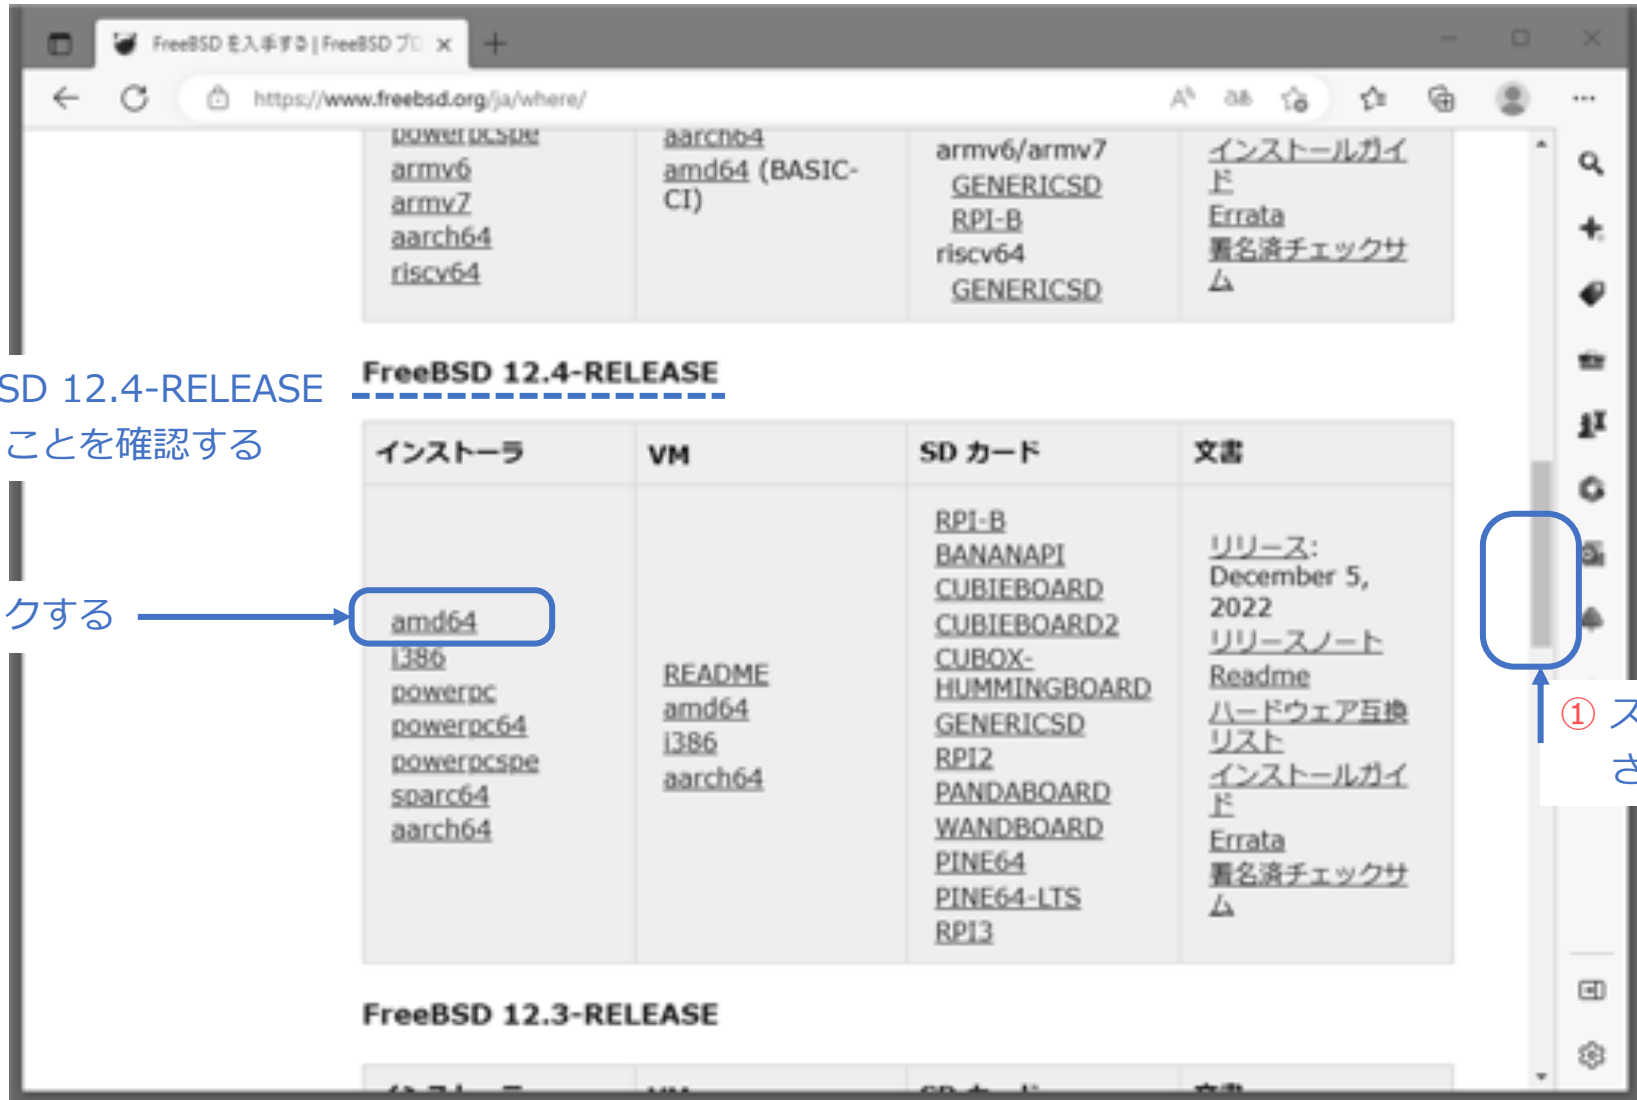 FreeBSD を入手する | FreeBSD プロ
https://www.freebsd.org/ja/where/
powerpcspe
armv6
armv7
aarch64
riscv64
aarch64
amd64 (BASIC-
CI)
armv6/armv7
GENERICSD
RPI-B
riscv64
GENERICSD
インストールガイ
ド
Errata
署名済チェックサ
ム
SD 12.4-RELEASE
ことを確認する
FreeBSD 12.4-RELEASE
インストーラ
VM
SD カード
文書
クする
amd64
i386
powerpc
powerpc64
powerpcspe
sparc64
aarch64
README
amd64
i386
aarch64
RPI-B
BANANAPI
CUBIEBOARD
CUBIEBOARD2
CUBOX-
HUMMINGBOARD
GENERICSD
RPI2
PANDABOARD
WANDBOARD
PINE64
PINE64-LTS
RPI3
リリース:
December 5,
2022
リリースノート
Readme
ハードウェア互換
リスト
インストールガイ
ド
Errata
署名済チェックサ
ム
① ス
さ
FreeBSD 12.3-RELEASE